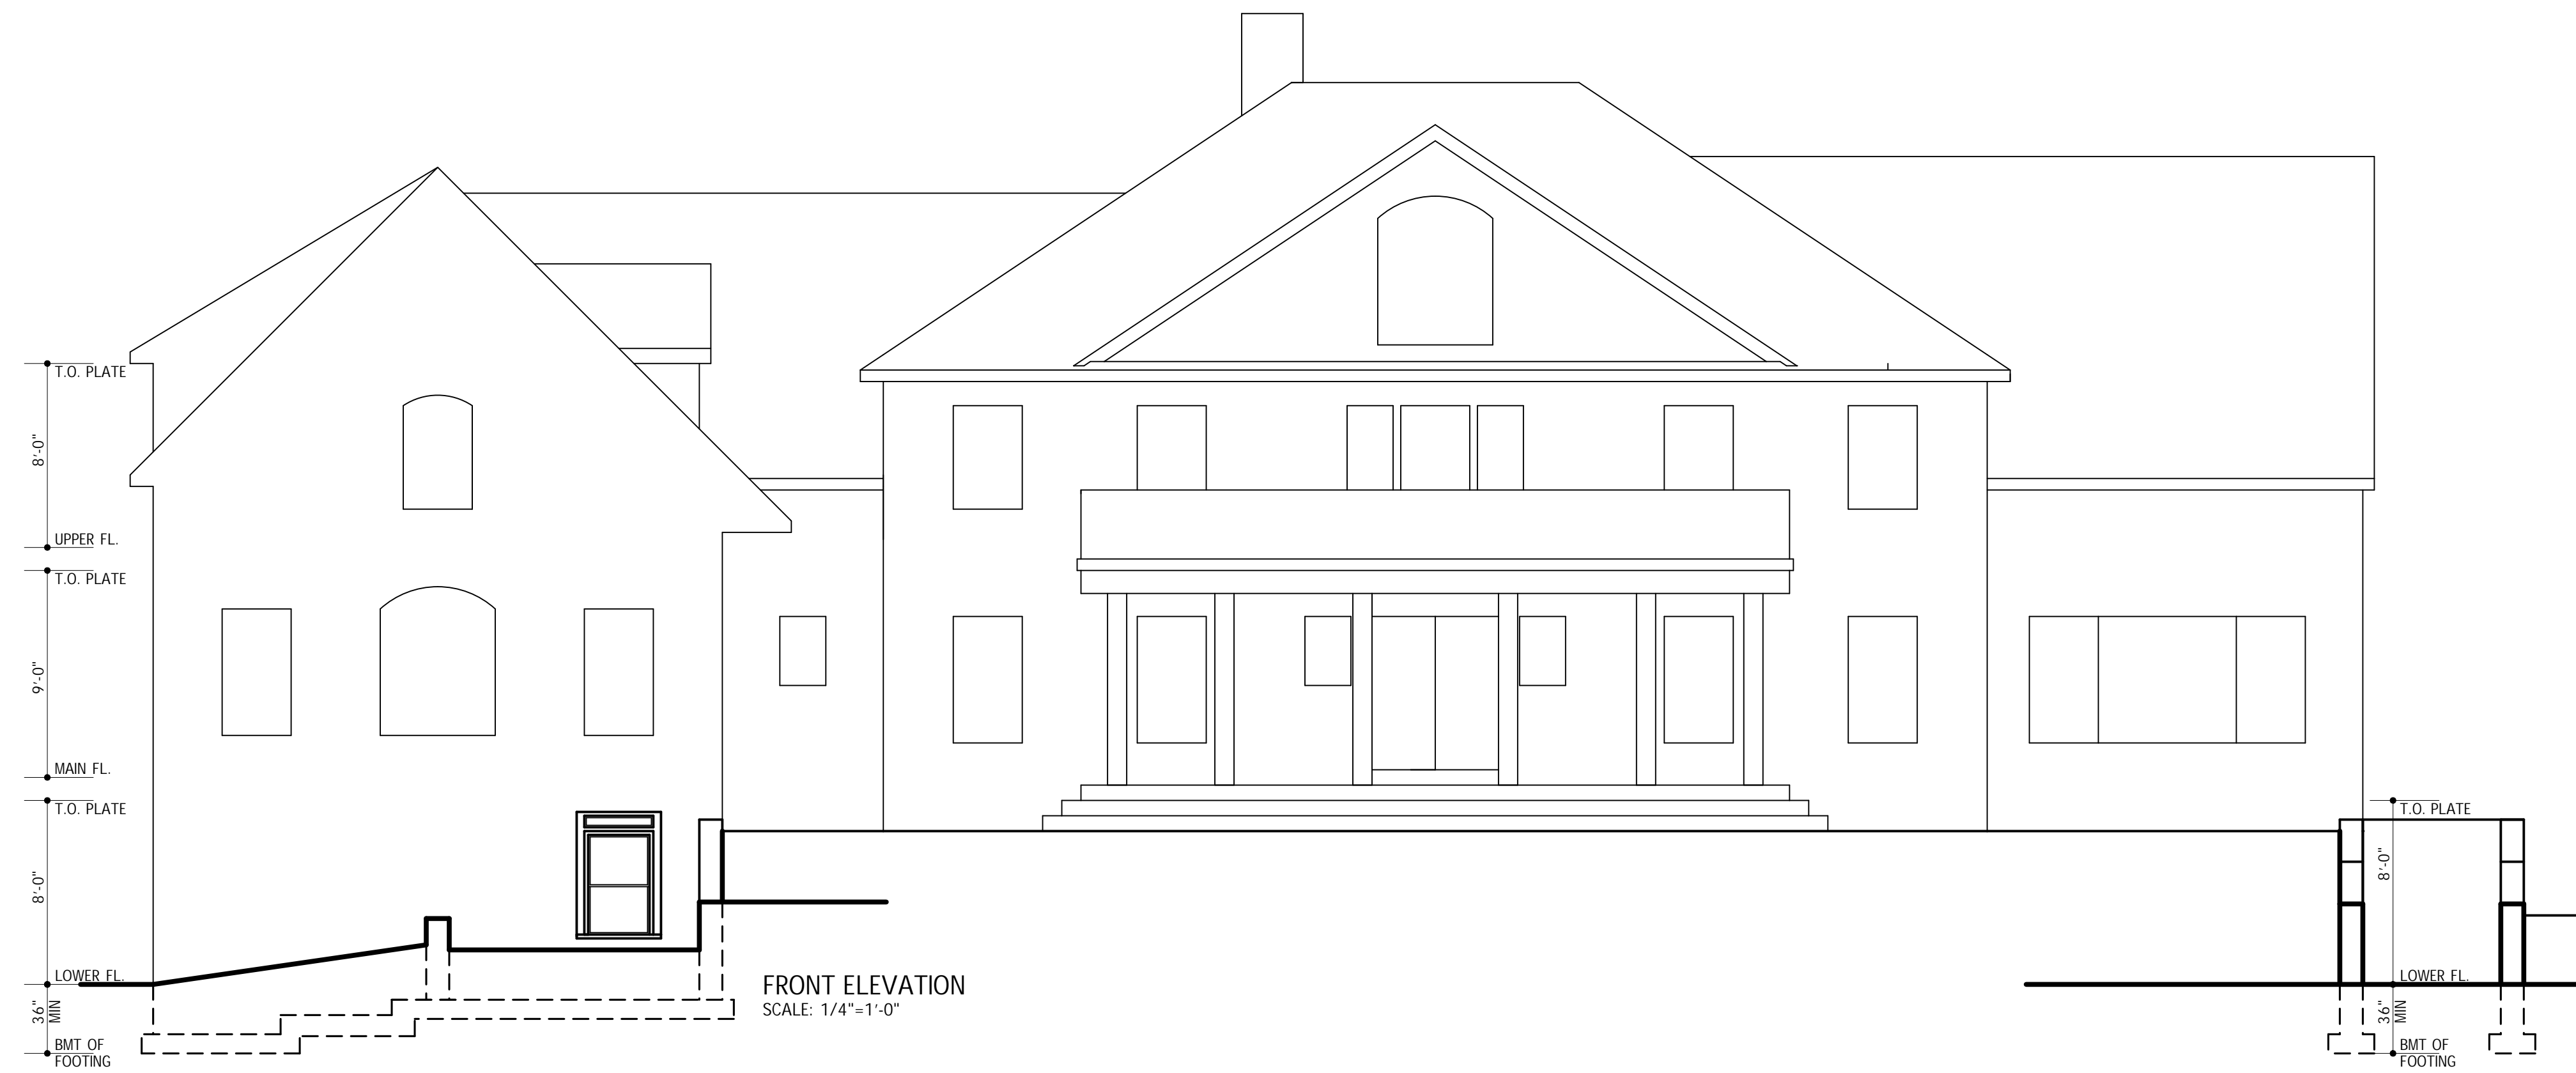 T.O. PLATE
8'-0"
UPPER FL.
T.O. PLATE
9'-0"
MAIN FL.
T.O. PLATE
8'-0"
LOWER FL.
36"
MIN
BMT OF
FOOTING
FRONT ELEVATION
SCALE: 1/4"=1'-0"
T.O. PLATE
8'-0"
LOWER FL.
36"
MIN
BMT OF
FOOTING